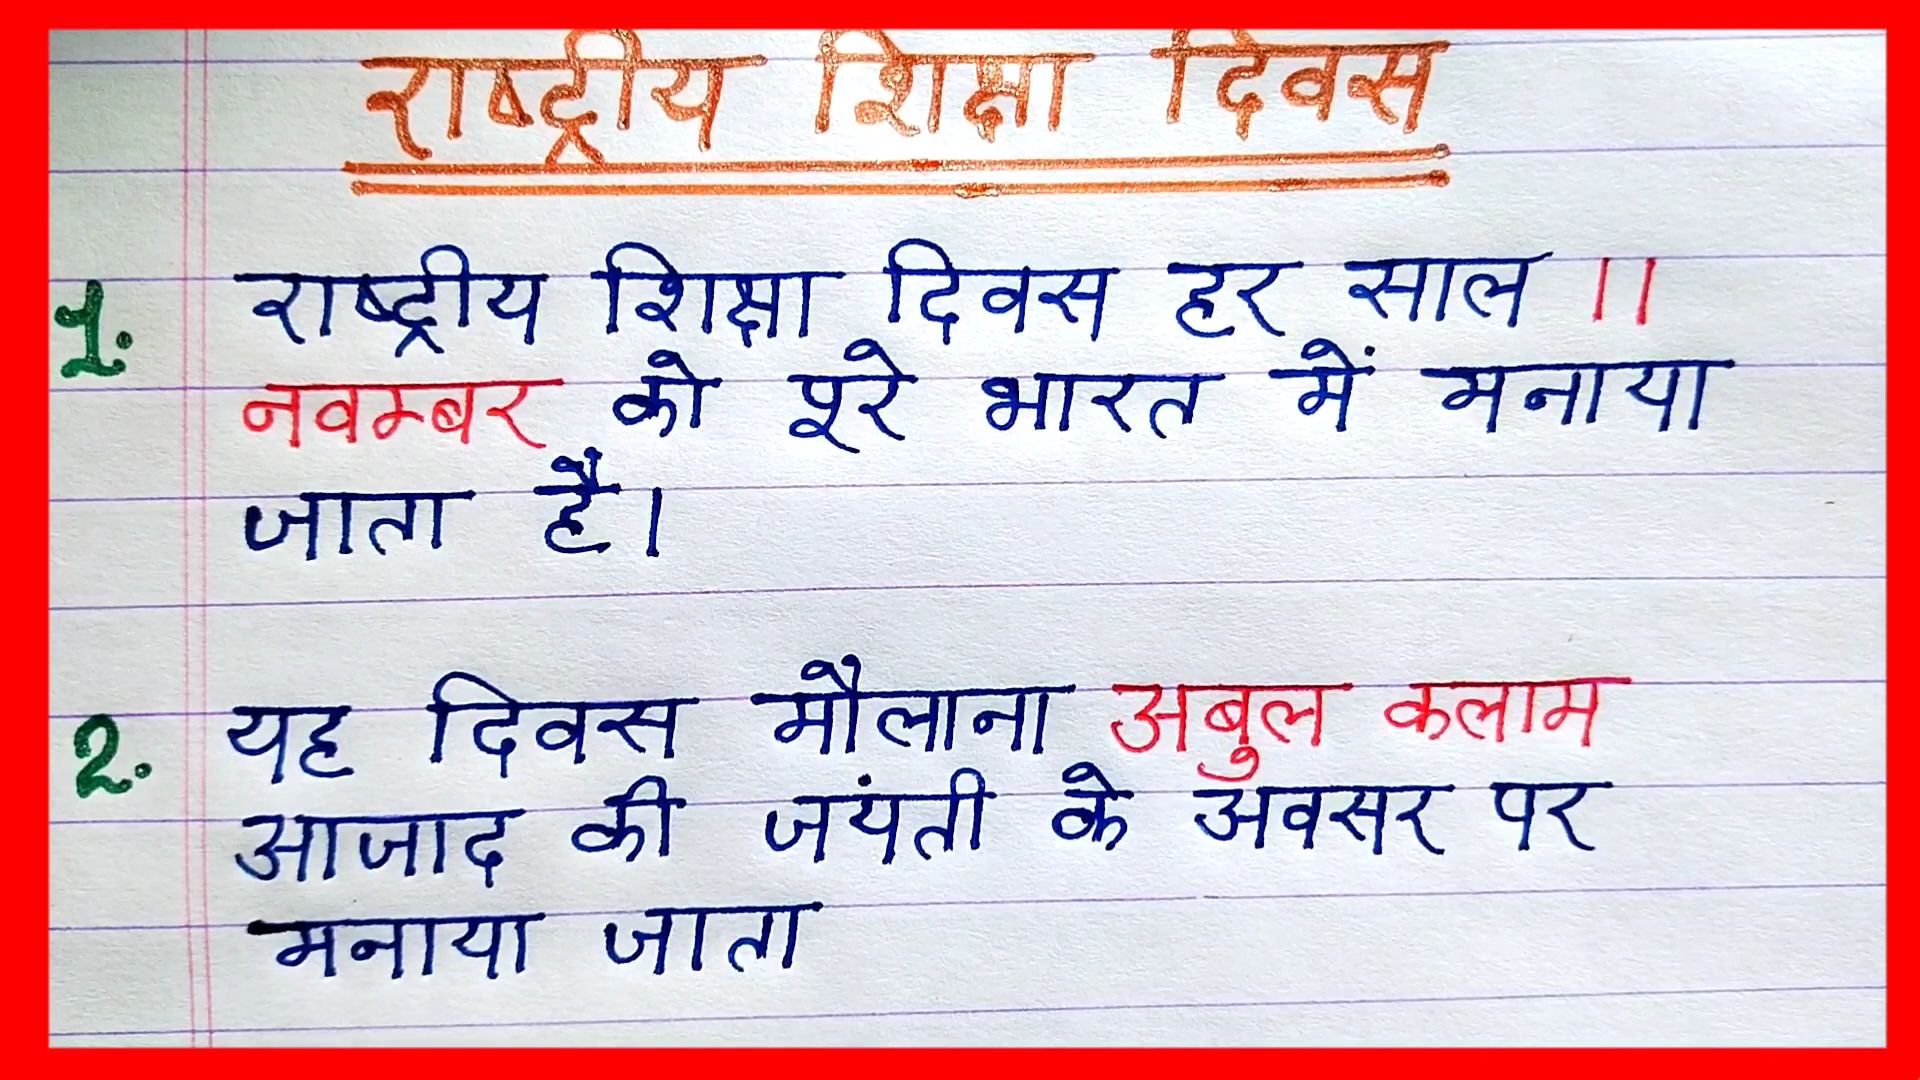 राष्ट्रीय शिक्षा दिवस
1. राष्ट्रीय शिक्षा दिवस हर साल 11
नवम्बर को पूरे भारत में मनाया
जाता है।
2. यह दिवस मौलाना अबुल कलाम
आजाद की जयंती के अवसर पर
मनाया जाता